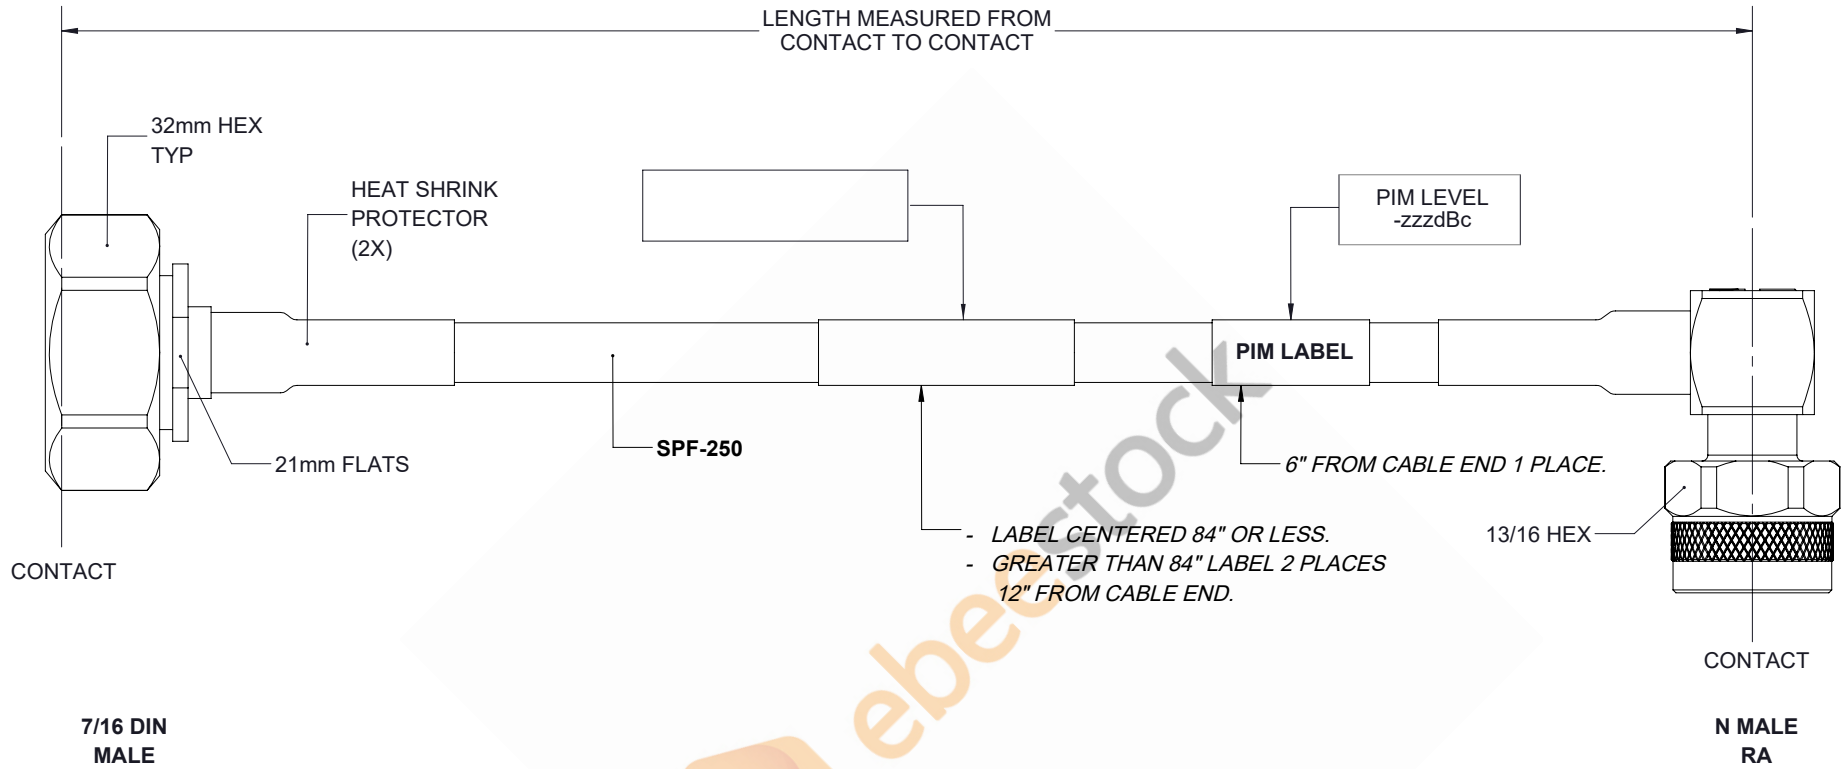 LENGTH MEASURED FROM
CONTACT TO CONTACT
32mm HEX
TYP
HEAT SHRINK
PROTECTOR
(2X)
PIM LEVEL
-zzzdBc
PIM LABEL
SPF-250
21mm FLATS
6" FROM CABLE END 1 PLACE.
- LABEL CENTERED 84" OR LESS.
- GREATER THAN 84" LABEL 2 PLACES
12" FROM CABLE END.
13/16 HEX
CONTACT
CONTACT
7/16 DIN
MALE
N MALE
RA
ebeestock